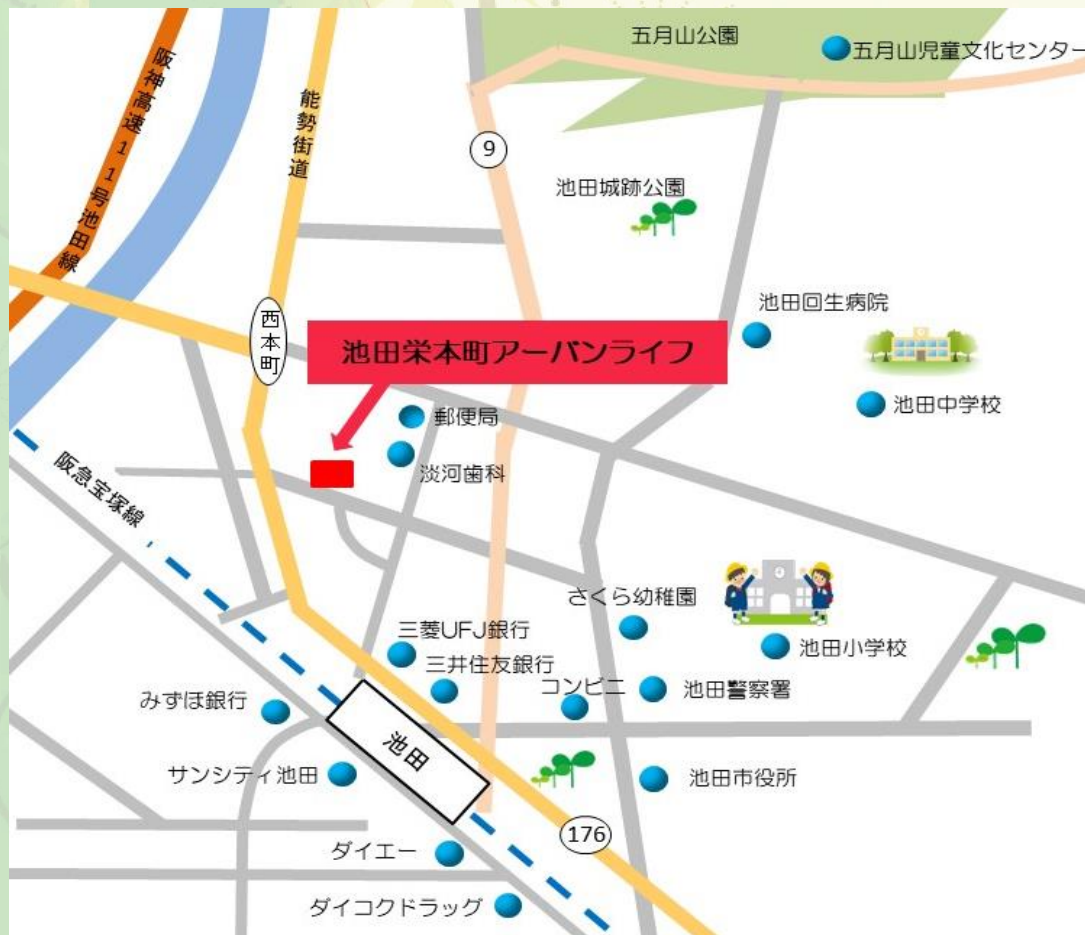 五月山公園
五月山児童文化センター
阪神高速11号池田線
能勢街道
9
池田城跡公園
池田回生病院
西本町
池田栄本町アーバンライフ
池田中学校
郵便局
淡河歯科
阪急宝塚線
さくら幼稚園
三菱UFJ銀行
池田小学校
三井住友銀行
コンビニ
池田警察署
みずほ銀行
池田
サンシティ池田
池田市役所
176
ダイエー
ダイコクドラッグ